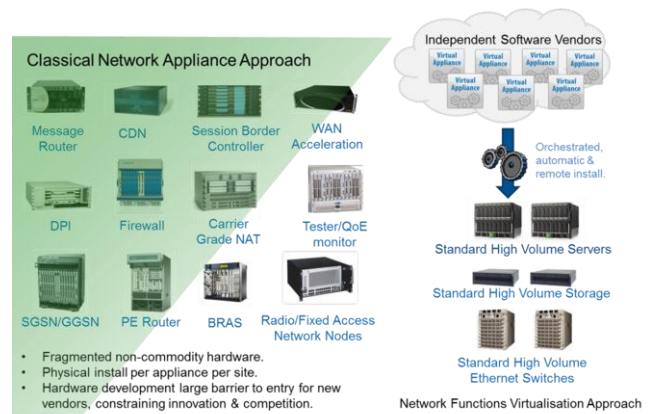 Classical Network Appliance Approach
Message
Router
CDN
Session Border
Controller
WAN
Acceleration
DPI
Firewall
Carrier
Grade NAT
Tester/QoE
monitor
SGSN/GGSN
PE Router
BRAS
Radio/Fixed Access
Network Nodes
• Fragmented non-commodity hardware.
• Physical install per appliance per site.
• Hardware development large barrier to entry for new
vendors, constraining innovation & competition.
Independent Software Vendors
Virtual
Appliance
Virtual
Appliance
Virtual
Appliance
Virtual
Appliance
Virtual
Appliance
Virtual
Appliance
Virtual
Appliance
Orchestrated,
automatic &
remote install.
Standard High Volume Servers
Standard High Volume Storage
Standard High Volume
Ethernet Switches
Network Functions Virtualisation Approach